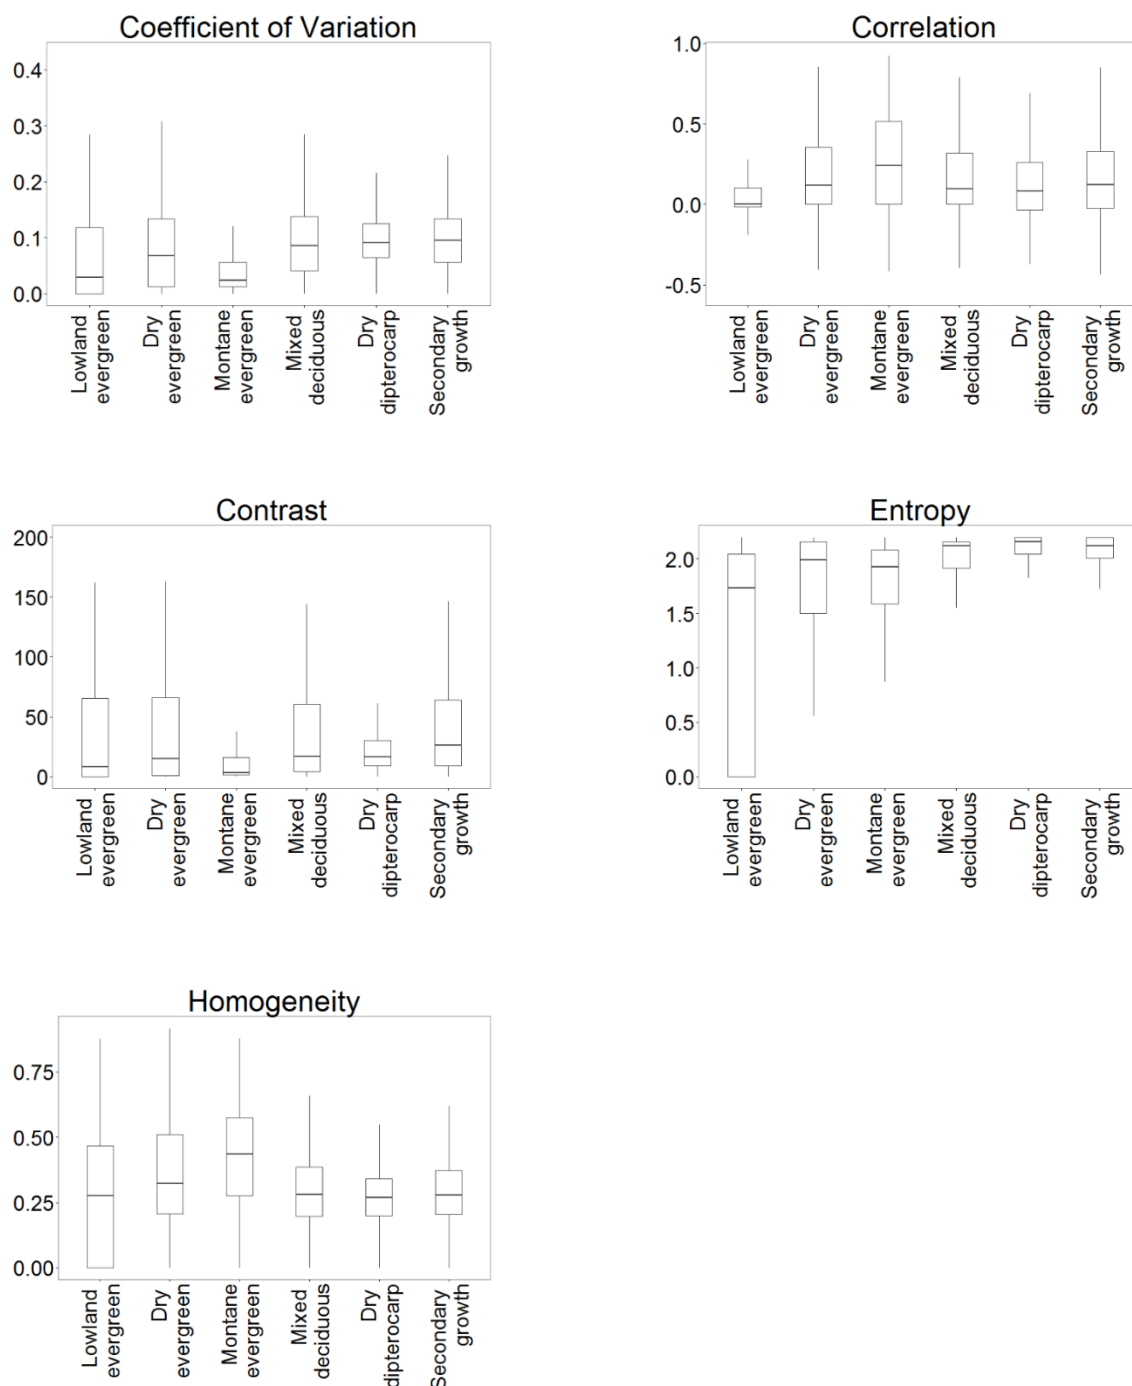 Coefficient of Variation
0.4
0.3
0.2
0.1
0.0
Lowland
evergreen
Dry
evergreen
Montane
evergreen
Mixed
deciduous
Dry
dipterocarp
Secondary
growth
Correlation
1.0
0.5
0.0
-0.5
Lowland
evergreen
Dry
evergreen
Montane
evergreen
Mixed
deciduous
Dry
dipterocarp
Secondary
growth
Contrast
200
150
100
50
0
Lowland
evergreen
Dry
evergreen
Montane
evergreen
Mixed
deciduous
Dry
dipterocarp
Secondary
growth
Entropy
2.0
1.5
1.0
0.5
0.0
Lowland
evergreen
Dry
evergreen
Montane
evergreen
Mixed
deciduous
Dry
dipterocarp
Secondary
growth
Homogeneity
0.75
0.50
0.25
0.00
Lowland
evergreen
Dry
evergreen
Montane
evergreen
Mixed
deciduous
Dry
dipterocarp
Secondary
growth